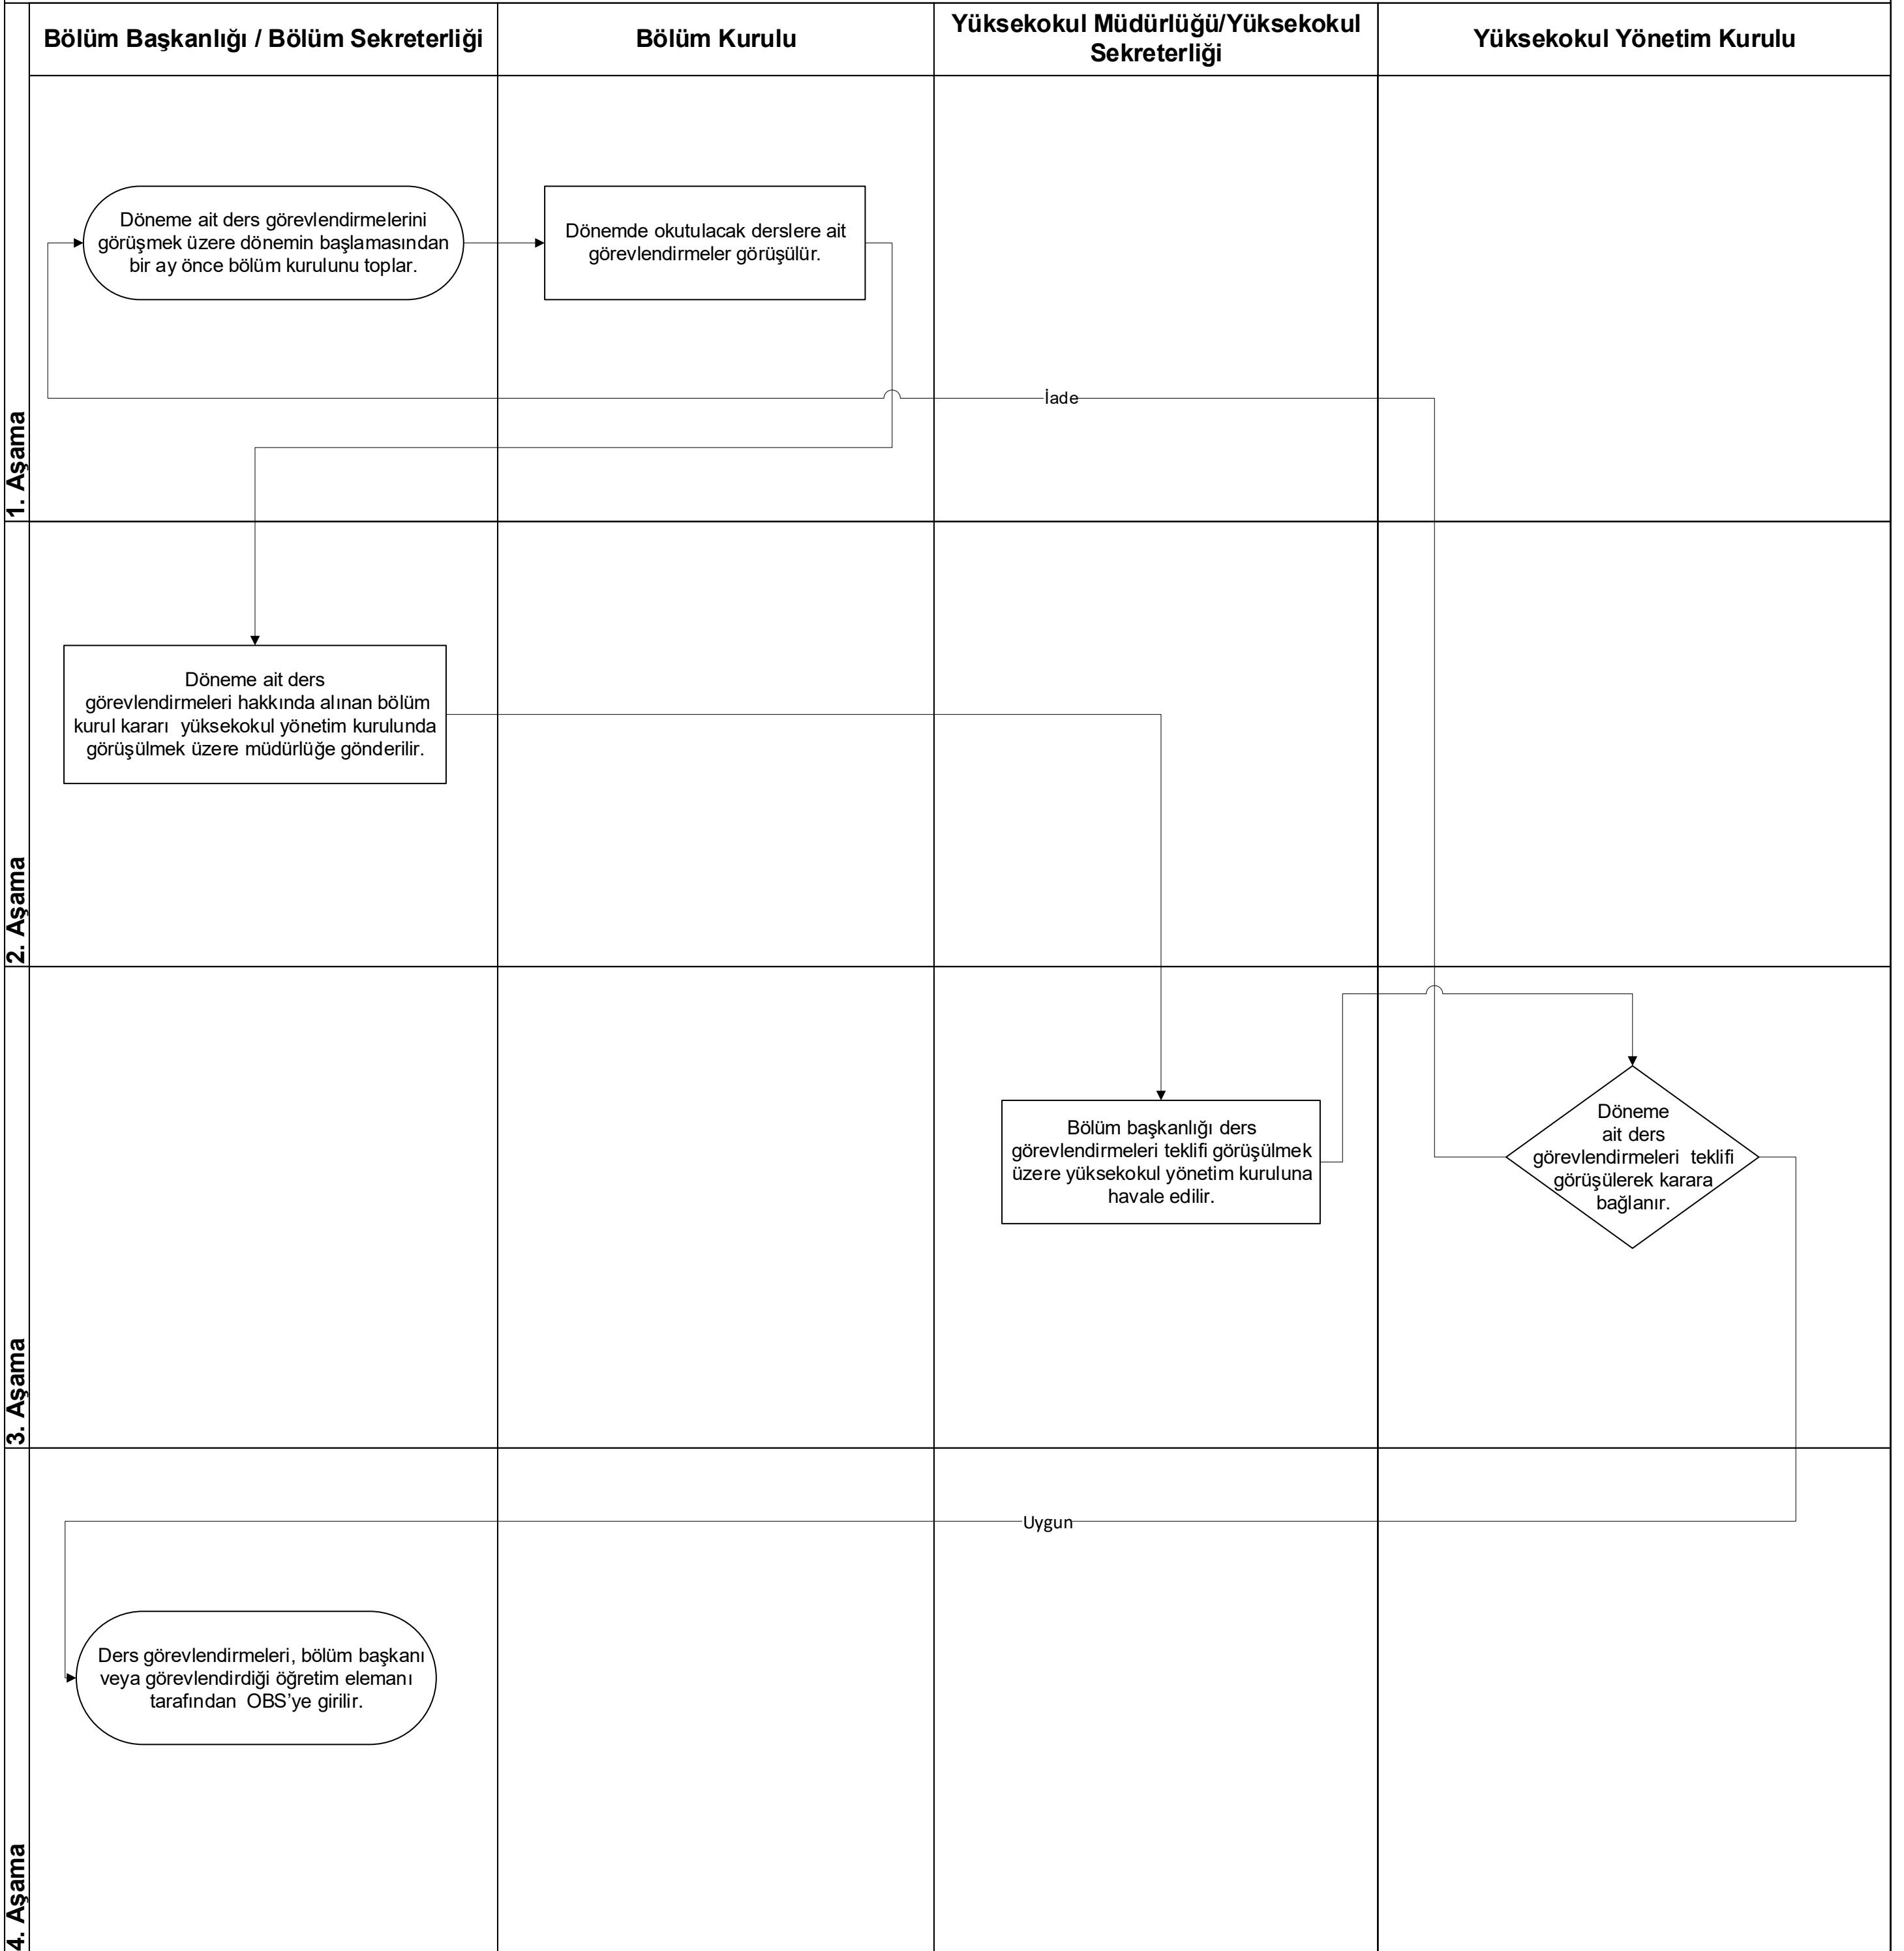 Bölüm Başkanlığı / Bölüm Sekreterliği
Bölüm Kurulu
Yüksekokul Müdürlüğü/Yüksekokul
Sekreterliği
Yüksekokul Yönetim Kurulu
1. Aşama
Döneme ait ders görevlendirmelerini
görüşmek üzere dönemin başlamasından
bir ay önce bölüm kurulunu toplar.
Dönemde okutulacak derslere ait
görevlendirmeler görüşülür.
İade
2. Aşama
Döneme ait ders
görevlendirmeleri hakkında alınan bölüm
kurul kararı yüksekokul yönetim kurulunda
görüşülmek üzere müdürlüğe gönderilir.
3. Aşama
Bölüm başkanlığı ders
görevlendirmeleri teklifi görüşülmek
üzere yüksekokul yönetim kuruluna
havale edilir.
Döneme
ait ders
görevlendirmeleri teklifi
görüşülerek karara
bağlanır.
4. Aşama
Uygun
Ders görevlendirmeleri, bölüm başkanı
veya görevlendirdiği öğretim elemanı
tarafından OBS’ye girilir.